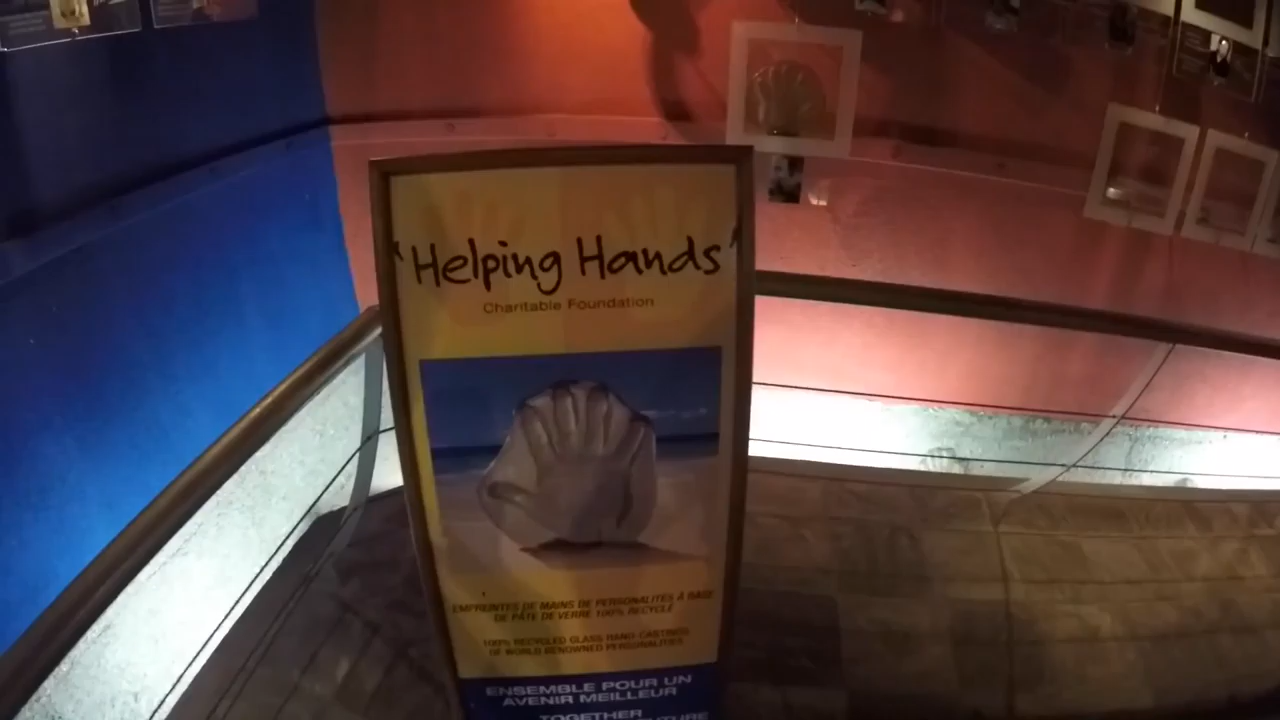 'Helping Hands'
Charitable Foundation
EMPREINTES DE MAINS DE PERSONALITES À BASE
DE PÂTE DE VERRE 100% RECYCLÉ
100% RECYCLED GLASS HAND CASTINGS
OF WORLD RENOWNED PERSONALITIES
ENSEMBLE POUR UN
AVENIR MEILLEUR
TOGETHER